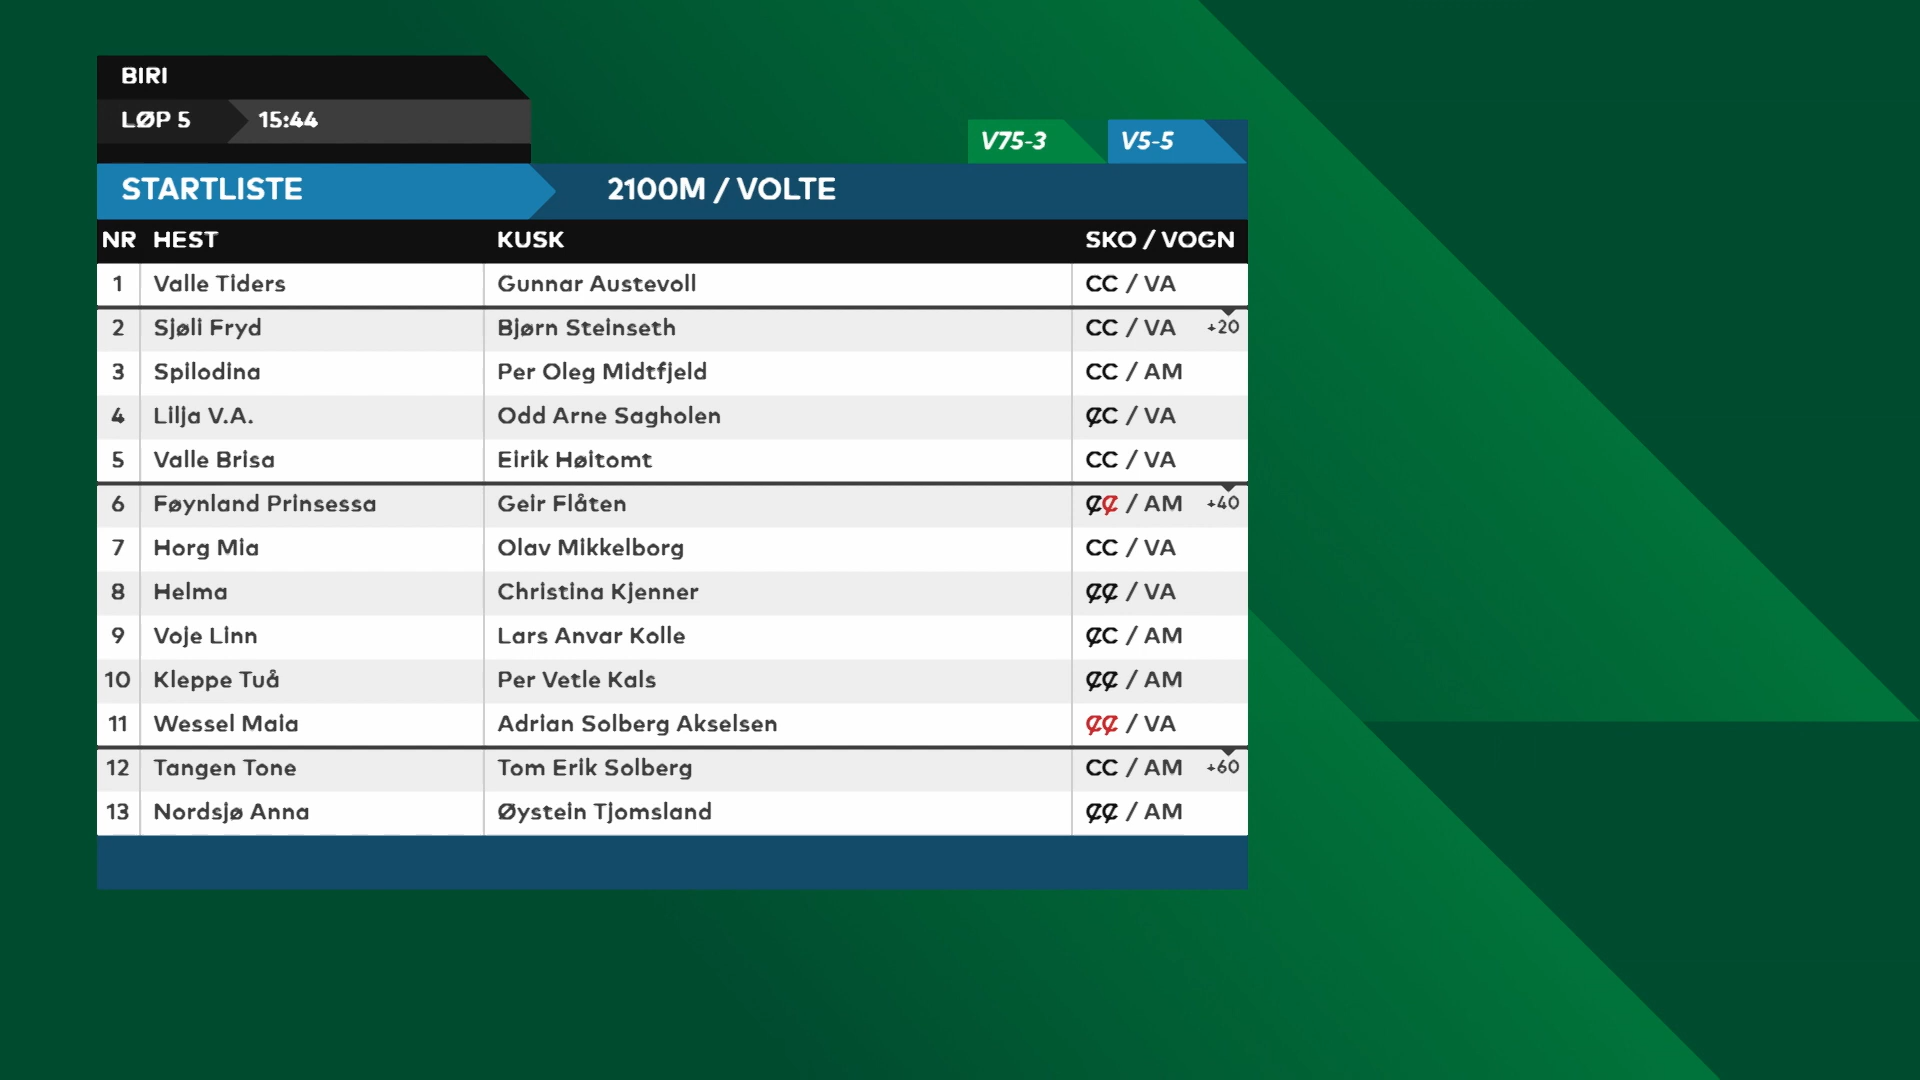 BIRI
LØP 5 15:44
V75-3 V5-5
STARTLISTE 2100M / VOLTE
NR HEST KUSK SKO / VOGN
1 Valle Tiders Gunnar Austevoll CC / VA
2 Sjøli Fryd Bjørn Steinseth CC / VA +20
3 Spilodina Per Oleg Midtfjeld CC / AM
4 Lilja V.A. Odd Arne Sagholen ȻC / VA
5 Valle Brisa Eirik Høitomt CC / VA
6 Føynland Prinsessa Geir Flåten ȻȻ / AM +40
7 Horg Mia Olav Mikkelborg CC / VA
8 Helma Christina Kjenner ȻȻ / VA
9 Voje Linn Lars Anvar Kolle ȻC / AM
10 Kleppe Tuå Per Vetle Kals ȻȻ / AM
11 Wessel Maia Adrian Solberg Akselsen ȻȻ / VA
12 Tangen Tone Tom Erik Solberg CC / AM +60
13 Nordsjø Anna Øystein Tjomsland ȻȻ / AM